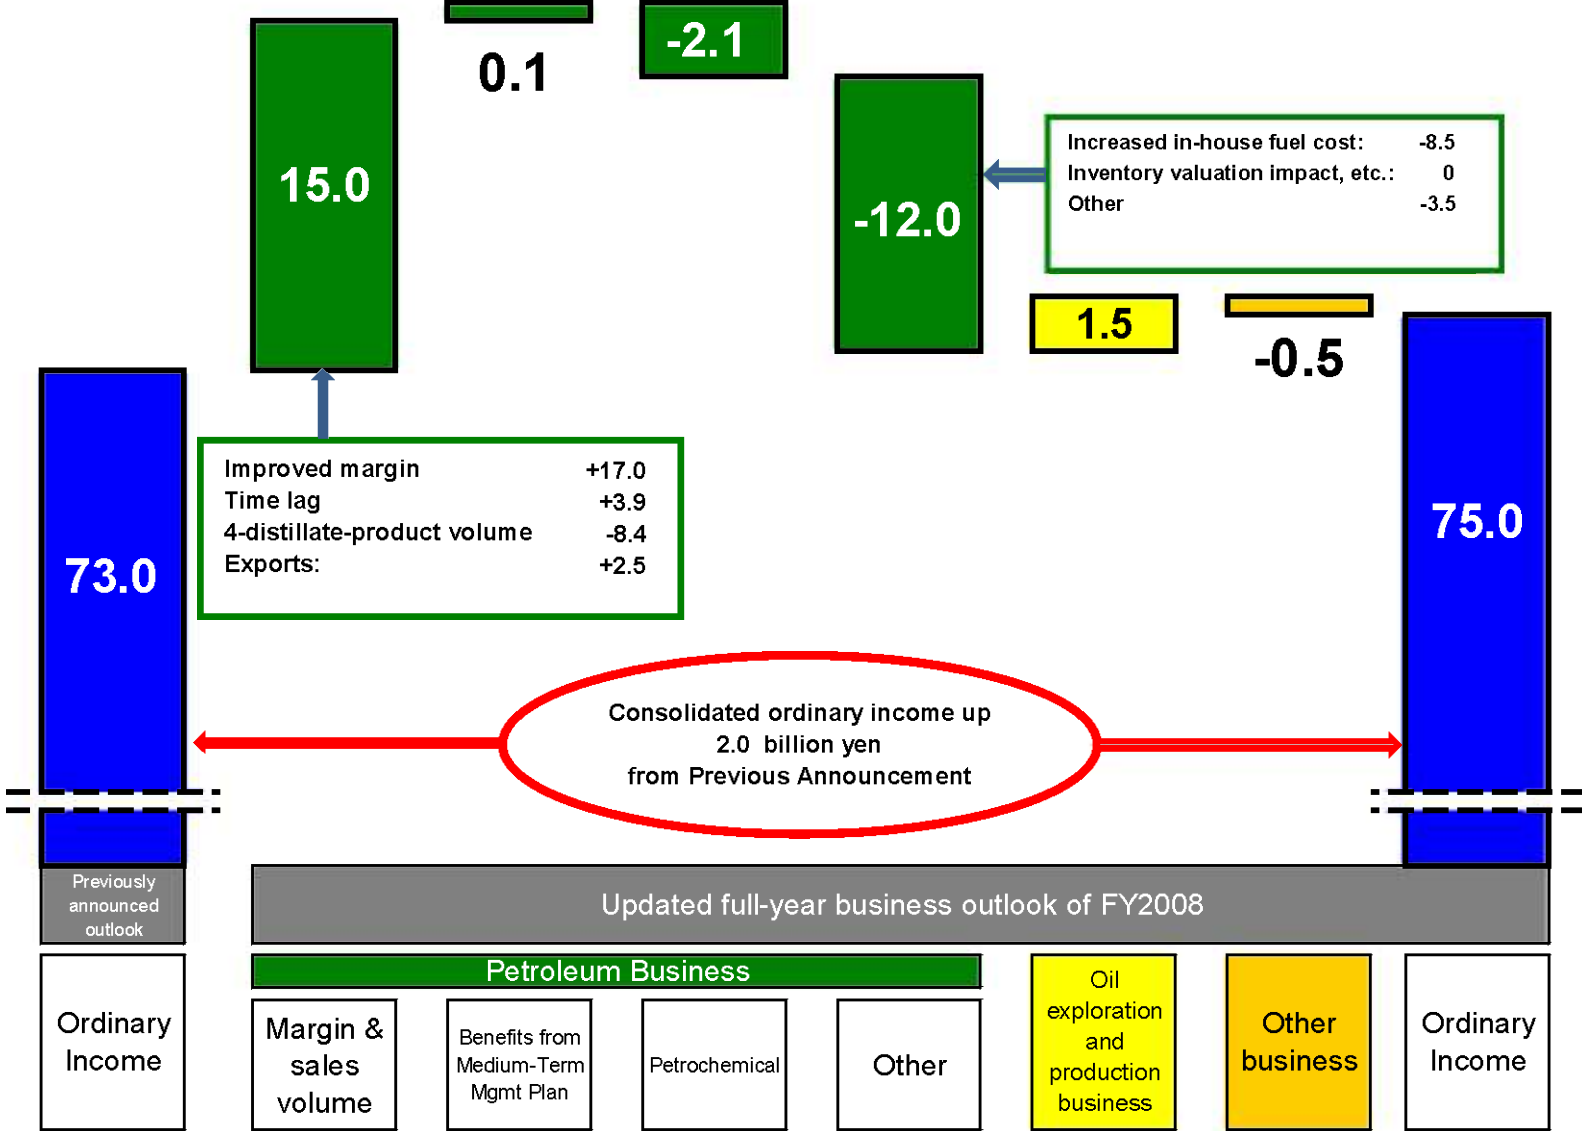 15.0
0.1
-2.1
-12.0
Increased in-house fuel cost: -8.5
Inventory valuation impact, etc.: 0
Other -3.5
1.5
-0.5
73.0
Improved margin +17.0
Time lag +3.9
4-distillate-product volume -8.4
Exports: +2.5
75.0
Consolidated ordinary income up
2.0 billion yen
from Previous Announcement
Previously
announced
outlook
Updated full-year business outlook of FY2008
Ordinary
Income
Petroleum Business
Margin &
sales
volume
Benefits from
Medium-Term
Mgmt Plan
Petrochemical
Other
Oil
exploration
and
production
business
Other
business
Ordinary
Income